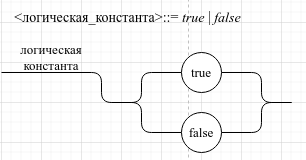 <логическая_константа>::= true | false
логическая
константа
true
false